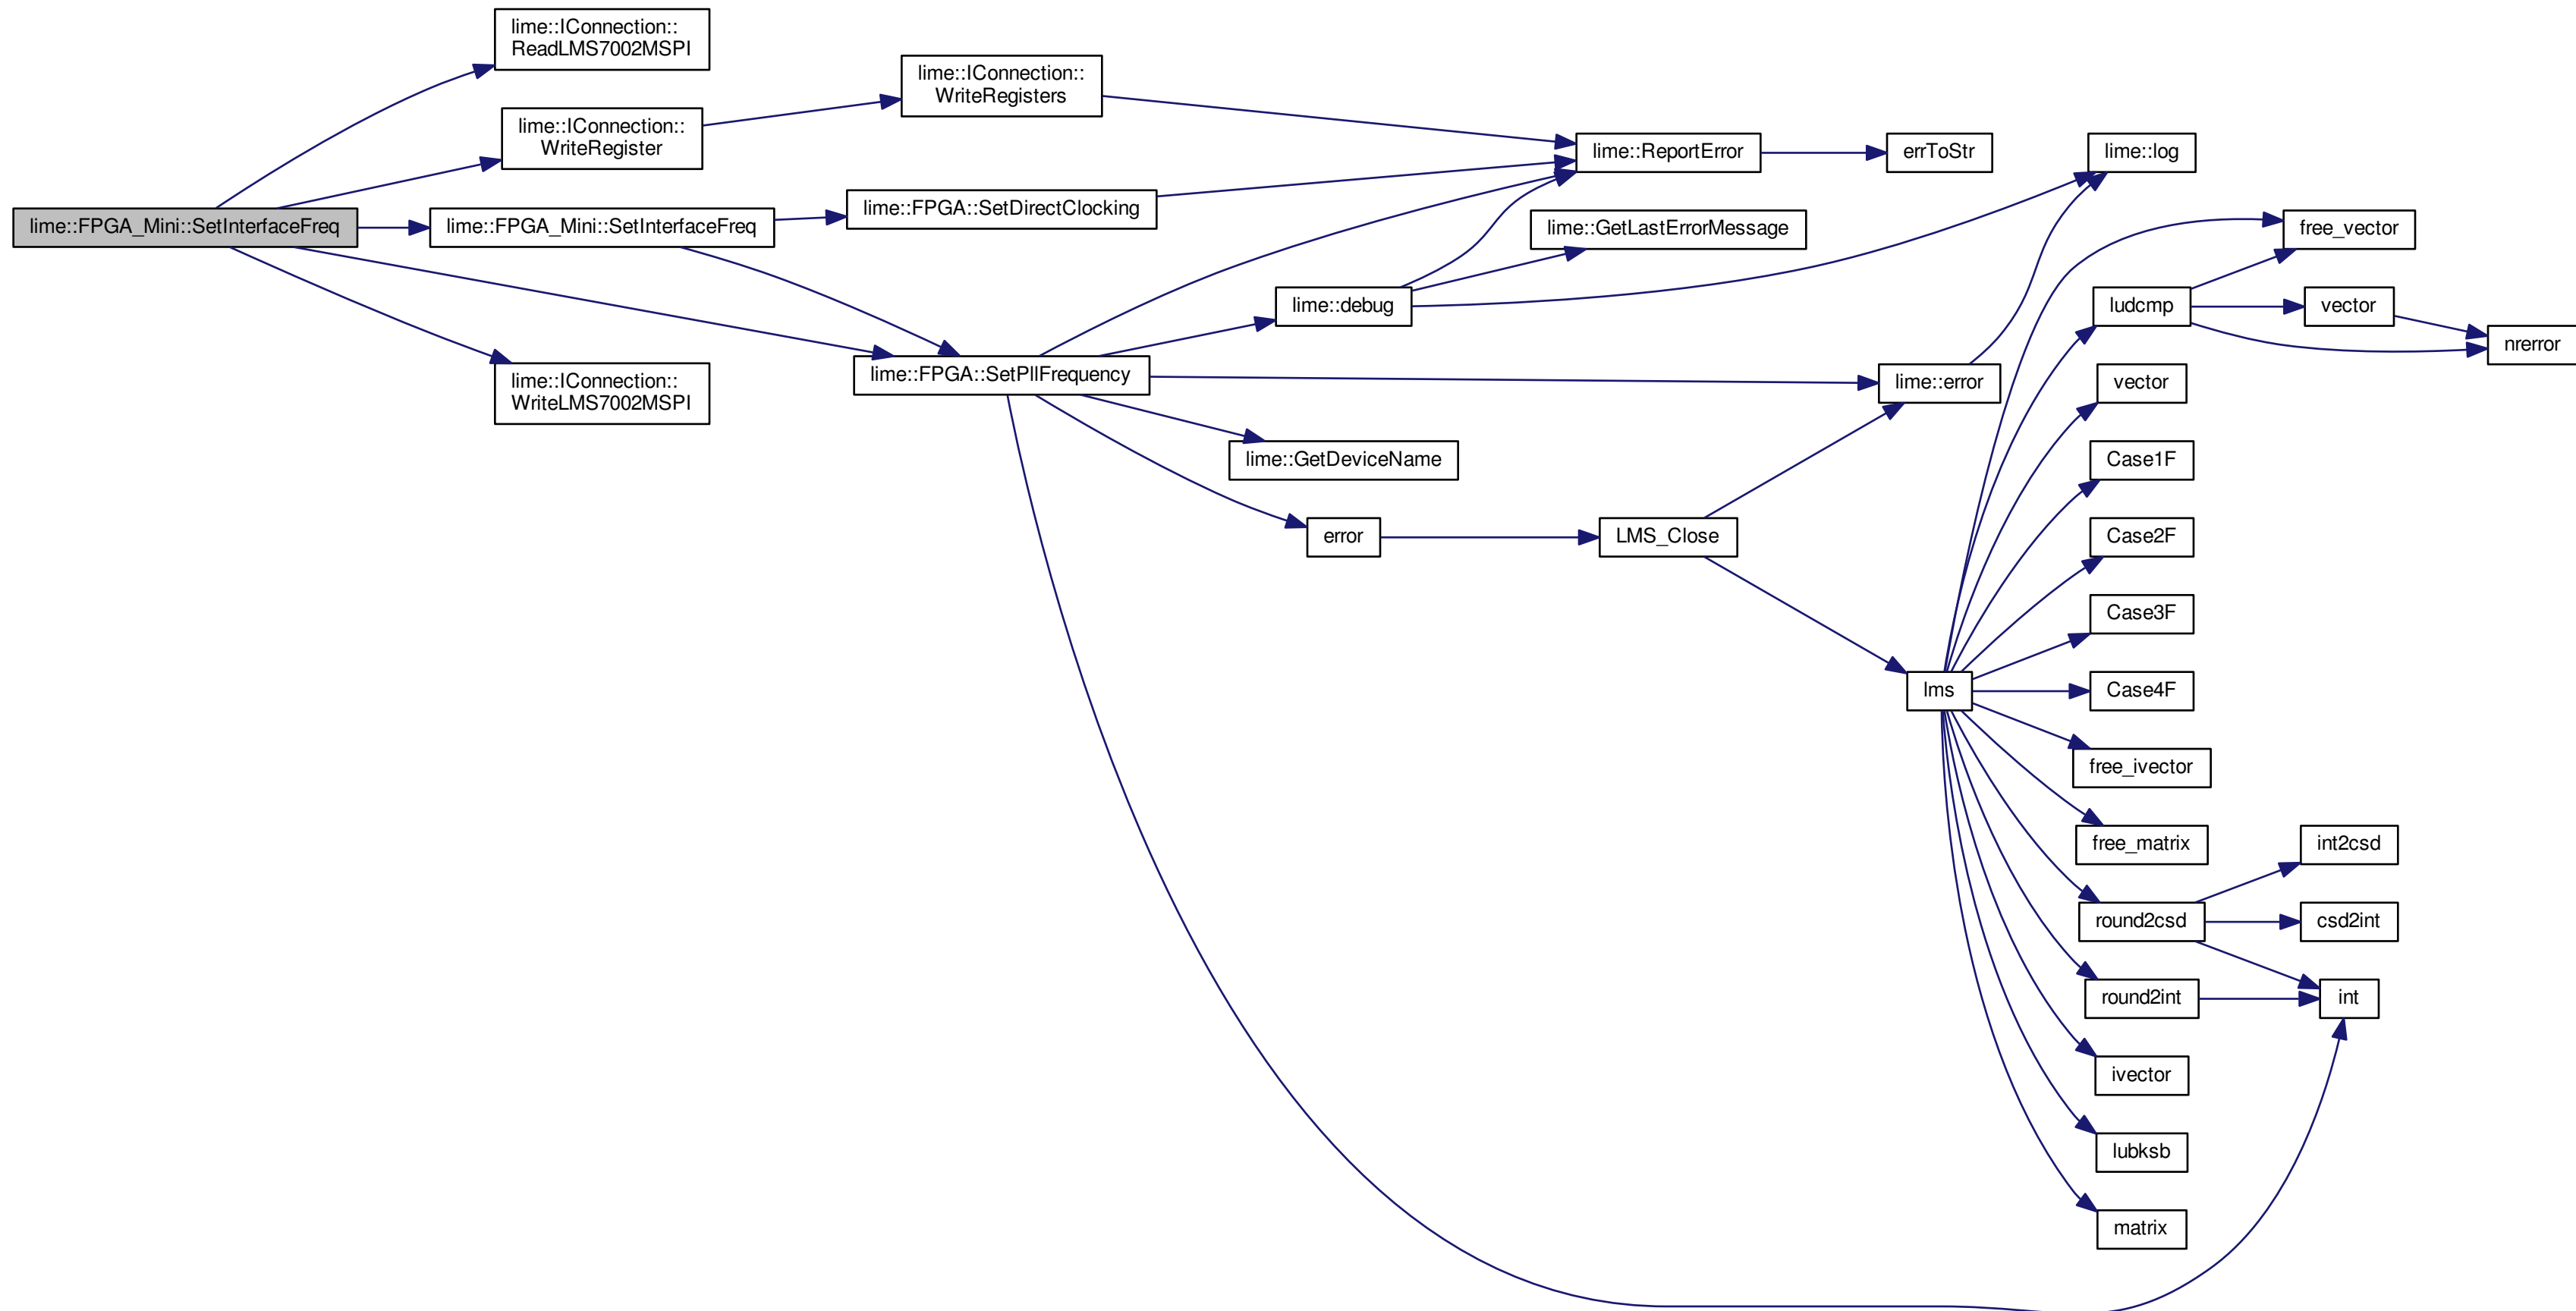 lime::IConnection::
ReadLMS7002MSPI
lime::IConnection::
WriteRegisters
lime::IConnection::
WriteRegister
lime::ReportError
errToStr
lime::log
lime::FPGA_Mini::SetInterfaceFreq
lime::FPGA_Mini::SetInterfaceFreq
lime::FPGA::SetDirectClocking
lime::GetLastErrorMessage
free_vector
lime::debug
ludcmp
vector
nrerror
lime::IConnection::
WriteLMS7002MSPI
lime::FPGA::SetPllFrequency
lime::error
vector
lime::GetDeviceName
Case1F
error
LMS_Close
Case2F
Case3F
lms
Case4F
free_ivector
free_matrix
int2csd
round2csd
csd2int
round2int
int
ivector
lubksb
matrix